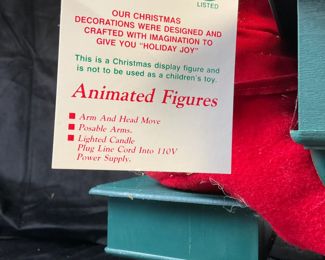 LISTED
OUR CHRISTMAS
DECORATIONS WERE DESIGNED AND
CRAFTED WITH IMAGINATION TO
GIVE YOU "HOLIDAY JOY"
This is a Christmas display figure and
is not to be used as a children's toy.
Animated Figures
■ Arm And Head Move
■ Posable Arms.
■ Lighted Candle
Plug Line Cord Into 110V
Power Supply.